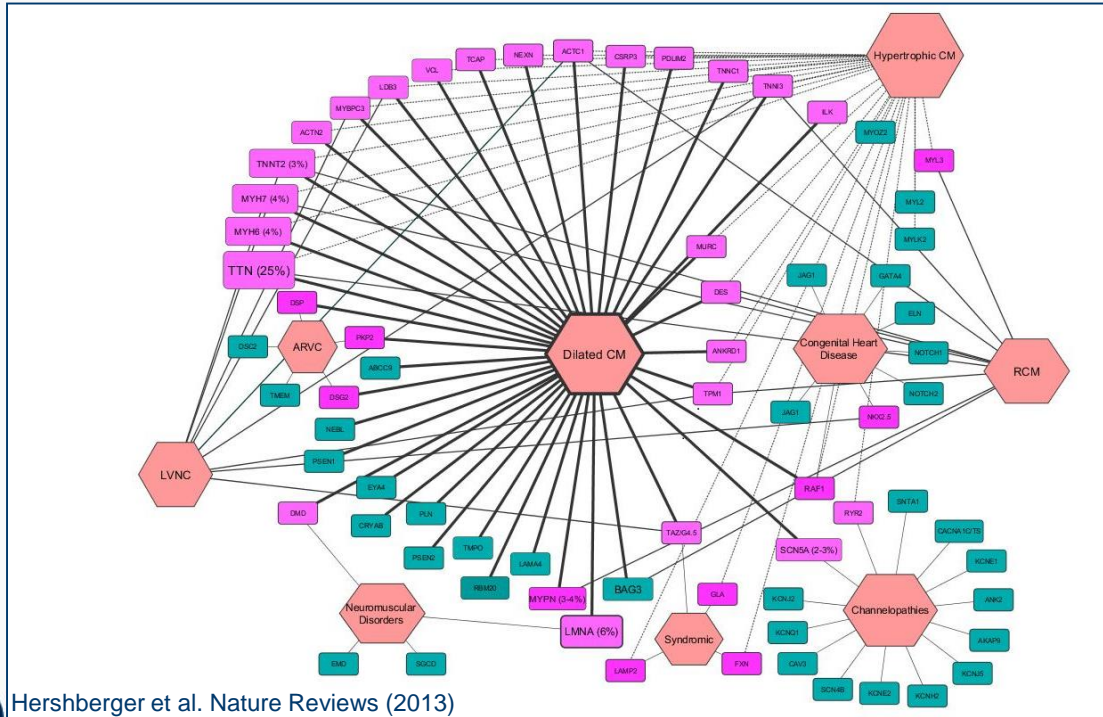 ACTC1
NEXN
CSRP3
TCAP
PDLIM2
Hypertrophic CM
VCL
TNNC1
LDB3
TNNI3
MYBPC3
ILK
ACTN2
MYOZ2
TNNT2 (3%)
MYL3
MYH7 (4%)
MYL2
MYH6 (4%)
MYLK2
MURC
TTN (25%)
JAG1
GATA4
DES
DSP
ELN
PKP2
DSC2
ARVC
Dilated CM
ANKRD1
Congenital Heart
Disease
NOTCH1
ABCC9
RCM
TMEM
DSG2
TPM1
NOTCH3
JAG1
NKX2.5
NEBL
PSEN1
LVNC
EYA4
RAF1
DMD
PLN
RYR2
SNTA1
CRYAB
TAZ/G4.5
CACNA1C/TS
TMPO
SCN5A (2-3%)
PSEN2
LAMA4
KCNE1
RBM20
BAG3
MYPN (3-4%)
GLA
KCNJ2
ANK2
Neuromuscular
Disorders
Channelopathies
LMNA (6%)
KCNQ1
Syndromic
AKAP9
EMD
SGCD
LAMP2
FXN
CAV3
KCNJ5
SCN4B
KCNE2
KCNH2
Hershberger et al. Nature Reviews (2013)